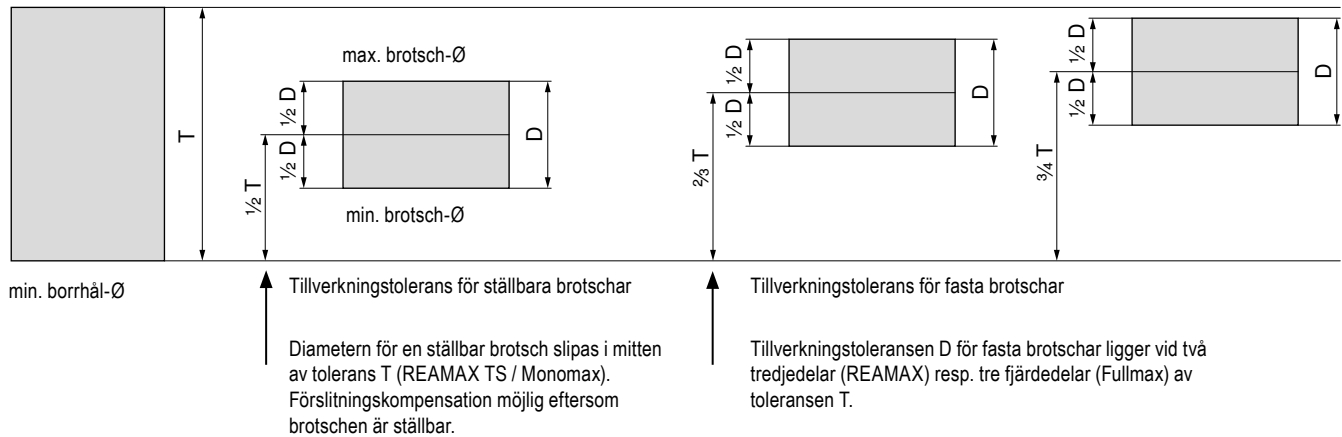 T
max. brotsch-Ø
½ D
½ D
D
½ T
min. brotsch-Ø
½ D
½ D
D
⅔ T
½ D
½ D
D
¾ T
min. borrhål-Ø
Tillverkningstolerans för ställbara brotschar
Diametern för en ställbar brotsch slipas i mitten
av tolerans T (REAMAX TS / Monomax).
Förslitningskompensation möjlig eftersom
brotschen är ställbar.
Tillverkningstolerans för fasta brotschar
Tillverkningstoleransen D för fasta brotschar ligger vid två
tredjedelar (REAMAX) resp. tre fjärdedelar (Fullmax) av
toleransen T.